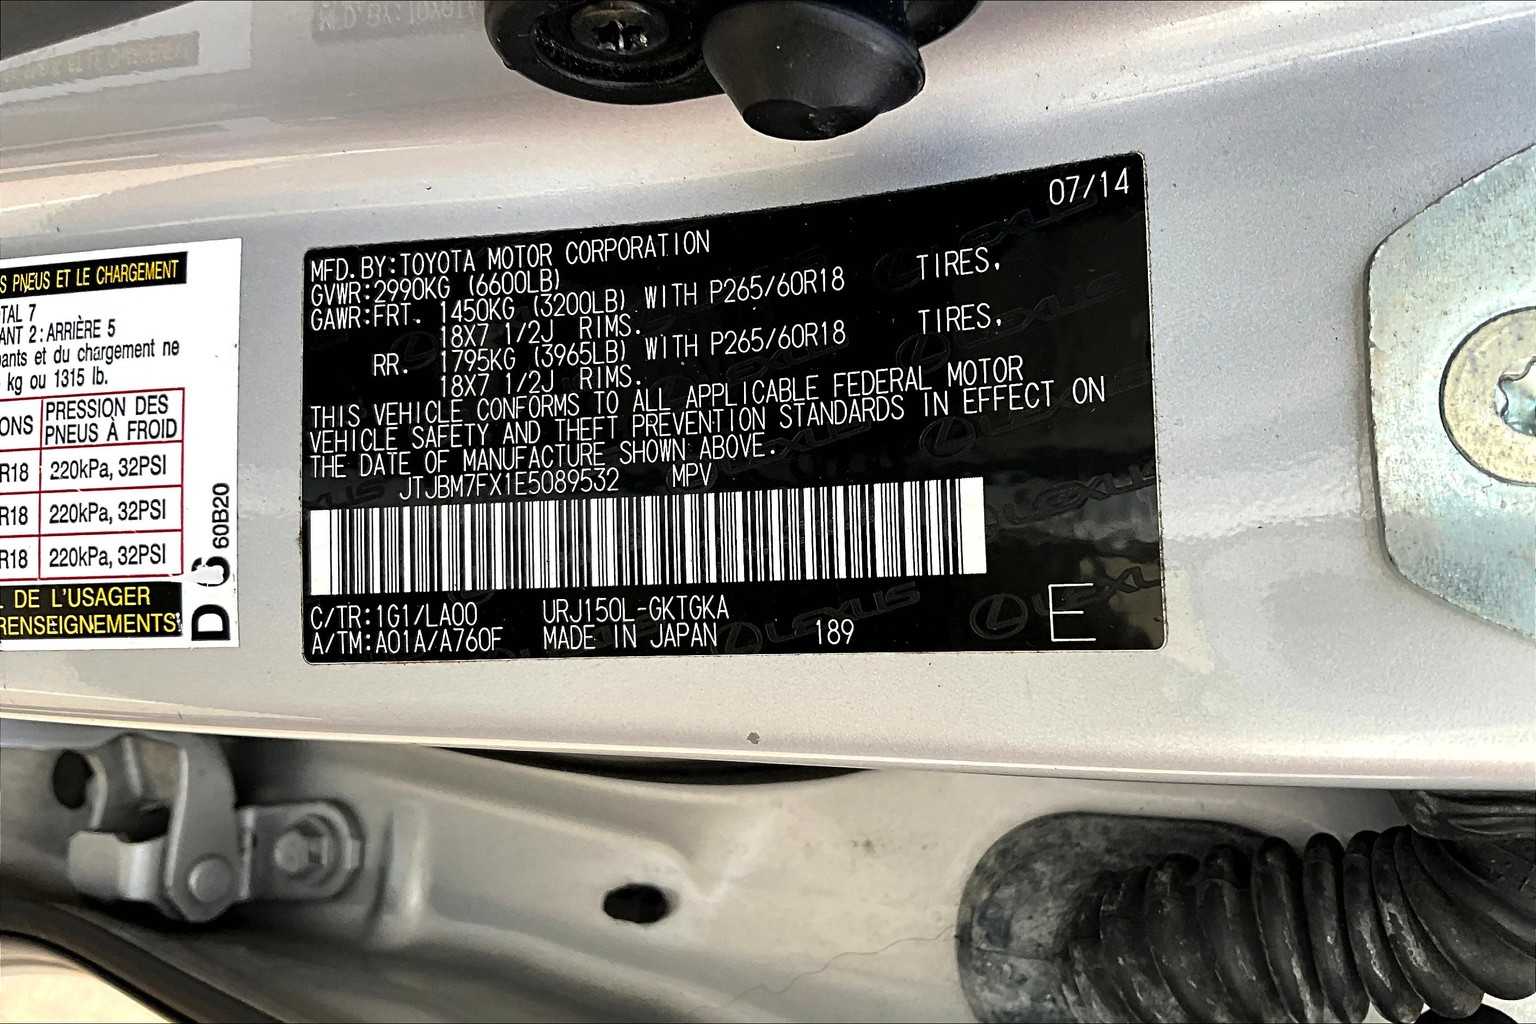 S PNEUS ET LE CHARGEMENT
TAL 7
ANT 2 : ARRIÈRE 5
pants et du chargement ne
kg ou 1315 lb.
ONS PRESSION DES
PNEUS À FROID
R18 220kPa, 32PSI
R18 220kPa, 32PSI
R18 220kPa, 32PSI
DE L'USAGER
RENSEIGNEMENTS
60B20
07/14
MFD. BY: TOYOTA MOTOR CORPORATION
GVWR: 2990KG (6600LB)
GAWR: FRT. 1450KG (3200LB) WITH P265/60R18 TIRES,
18X7 1/2J RIMS.
RR. 1795KG (3965LB) WITH P265/60R18 TIRES,
18X7 1/2J RIMS.
THIS VEHICLE CONFORMS TO ALL APPLICABLE FEDERAL MOTOR
VEHICLE SAFETY AND THEFT PREVENTION STANDARDS IN EFFECT ON
THE DATE OF MANUFACTURE SHOWN ABOVE.
JTJBM7FX1E5089532 MPV
C/TR: 1G1/LA00 URJ150L-GKTGKA
A/TM: A01A/A760F MADE IN JAPAN 189 E
LEXUS